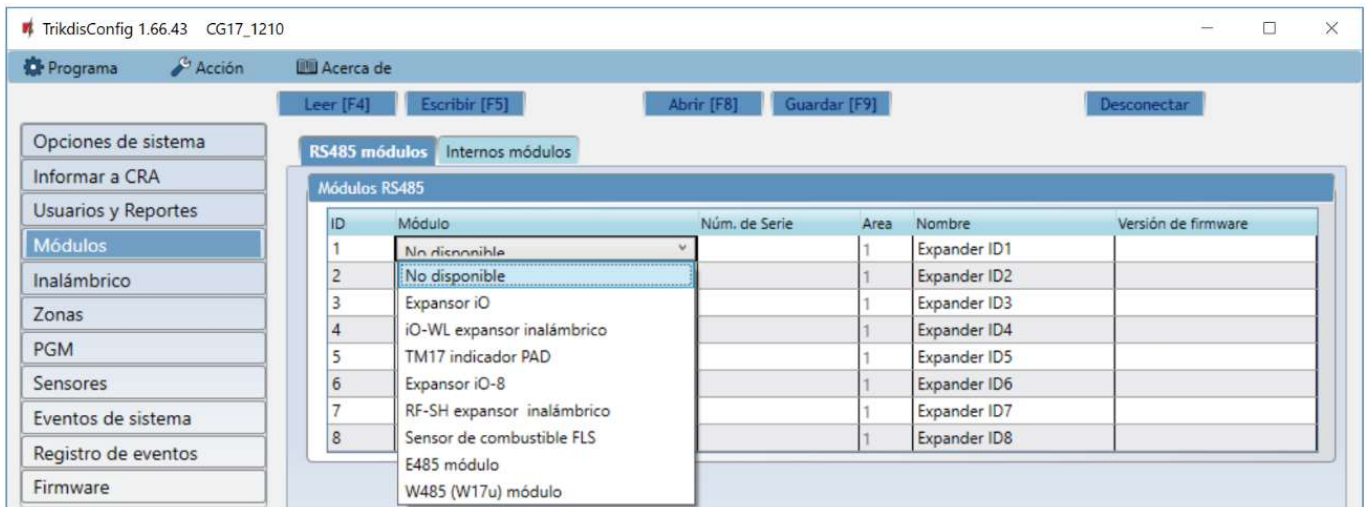 TrikdisConfig 1.66.43 CG17_1210
Programa Acción Acerca de
Leer [F4] Escribir [F5] Abrir [F8] Guardar [F9] Desconectar
Opciones de sistema
Informar a CRA
Usuarios y Reportes
Módulos
Inalámbrico
Zonas
PGM
Sensores
Eventos de sistema
Registro de eventos
Firmware
RS485 módulos Internos módulos
Módulos RS485
ID Módulo Núm. de Serie Area Nombre Versión de firmware
1 No disponible 1 Expander ID1
2 No disponible 1 Expander ID2
3 Expansor iO 1 Expander ID3
4 iO-WL expansor inalámbrico 1 Expander ID4
5 TM17 indicador PAD 1 Expander ID5
6 Expansor iO-8 1 Expander ID6
7 RF-SH expansor inalámbrico 1 Expander ID7
8 Sensor de combustible FLS 1 Expander ID8
E485 módulo
W485 (W17u) módulo